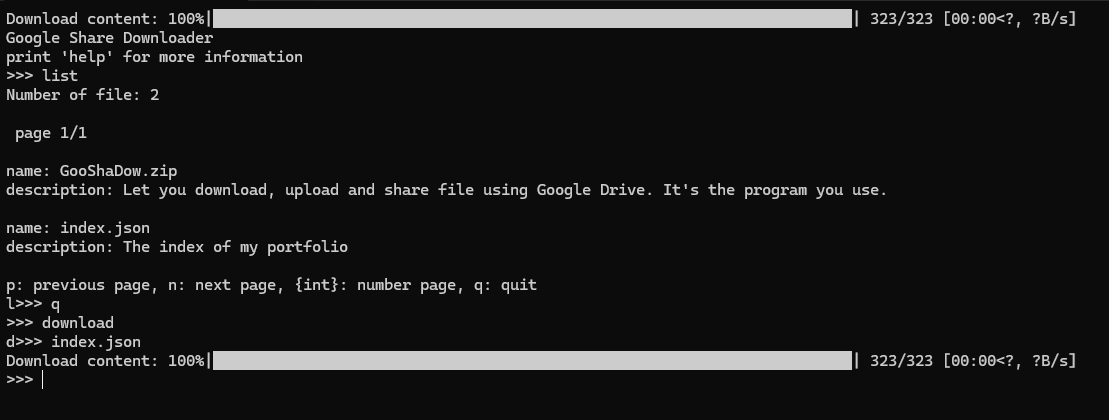 Download content: 100%|██████████| 323/323 [00:00<?, ?B/s]
Google Share Downloader
print 'help' for more information
>>> list
Number of file: 2
page 1/1
name: GooShaDow.zip
description: Let you download, upload and share file using Google Drive. It's the program you use.
name: index.json
description: The index of my portfolio
p: previous page, n: next page, {int}: number page, q: quit
l>>> q
>>> download
d>>> index.json
Download content: 100%|██████████| 323/323 [00:00<?, ?B/s]
>>>